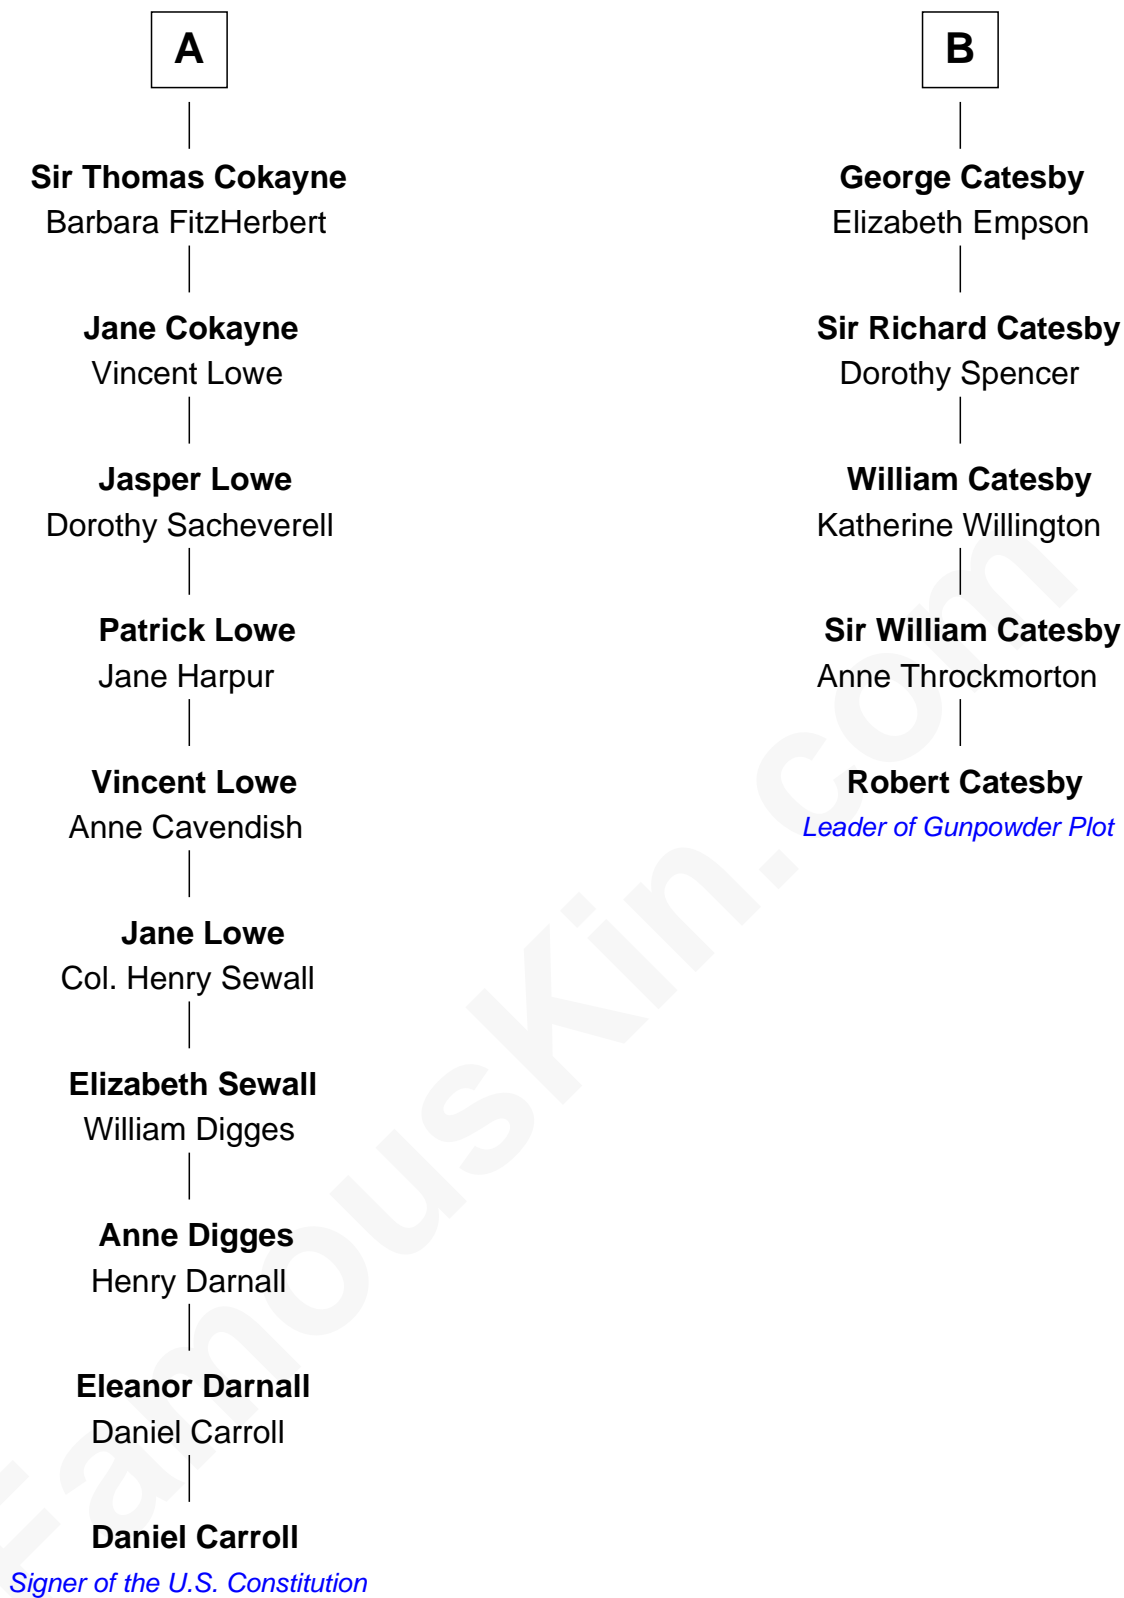 A
Sir Thomas Cokayne
Barbara FitzHerbert
Jane Cokayne
Vincent Lowe
Jasper Lowe
Dorothy Sacheverell
Patrick Lowe
Jane Harpur
Vincent Lowe
Anne Cavendish
Jane Lowe
Col. Henry Sewall
Elizabeth Sewall
William Digges
Anne Digges
Henry Darnall
Eleanor Darnall
Daniel Carroll
Daniel Carroll
Signer of the U.S. Constitution
B
George Catesby
Elizabeth Empson
Sir Richard Catesby
Dorothy Spencer
William Catesby
Katherine Willington
Sir William Catesby
Anne Throckmorton
Robert Catesby
Leader of Gunpowder Plot
FamousKin.com